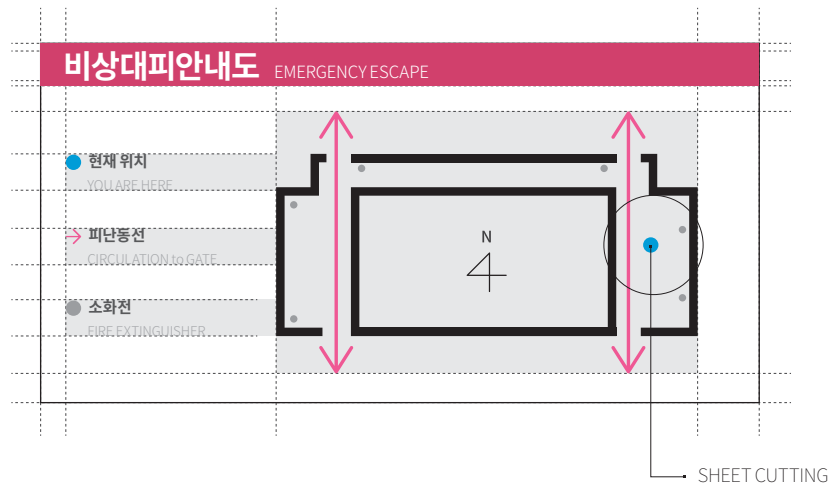 비상대피안내도 EMERGENCY ESCAPE
현재 위치
YOU ARE HERE
피난동선
CIRCULATION to GATE
소화전
FIRE EXTINGUISHER
N
SHEET CUTTING